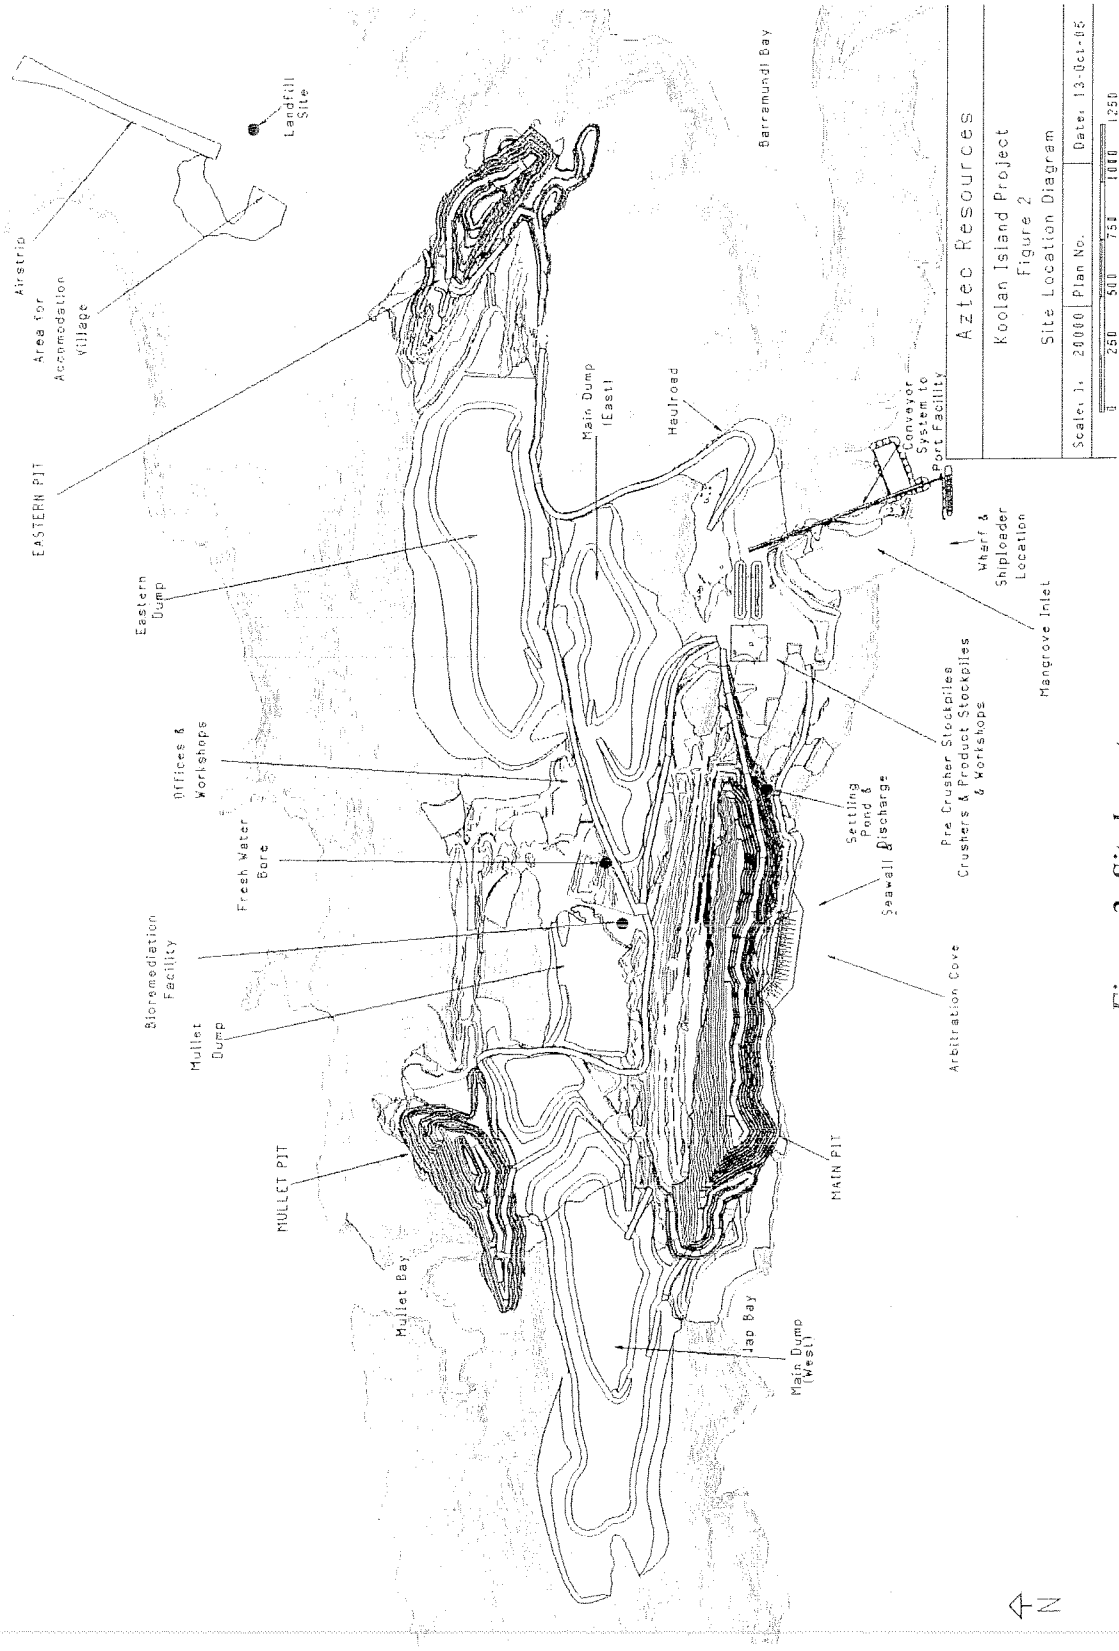 Airstrip
Area for
Accomodation
Village
Landfill
Site
EASTERN PIT
Eastern
Dump
Offices &
Workshops
Fresh Water
Bore
Bioremediation
Facility
Mullet
Dump
MULLET PIT
Mullet Bay
Barramundi Bay
Main Dump
(East)
Haulroad
Conveyor
System to
Port Facility
Wharf &
Shiploader
Location
Mangrove Inlet
Pre Crusher Stockpiles
Crushers & Product Stockpiles
& Workshops
Settling
Pond &
Discharge
Seawall &
Arbitration Cove
MAIN PIT
Jap Bay
Main Dump
(West)
N
Aztec Resources
Koolan Island Project
Figure 2
Site Location Diagram
Scale: 1: 20000
Plan No.
Date: 13-Oct-05
0 250 500 750 1000 1250